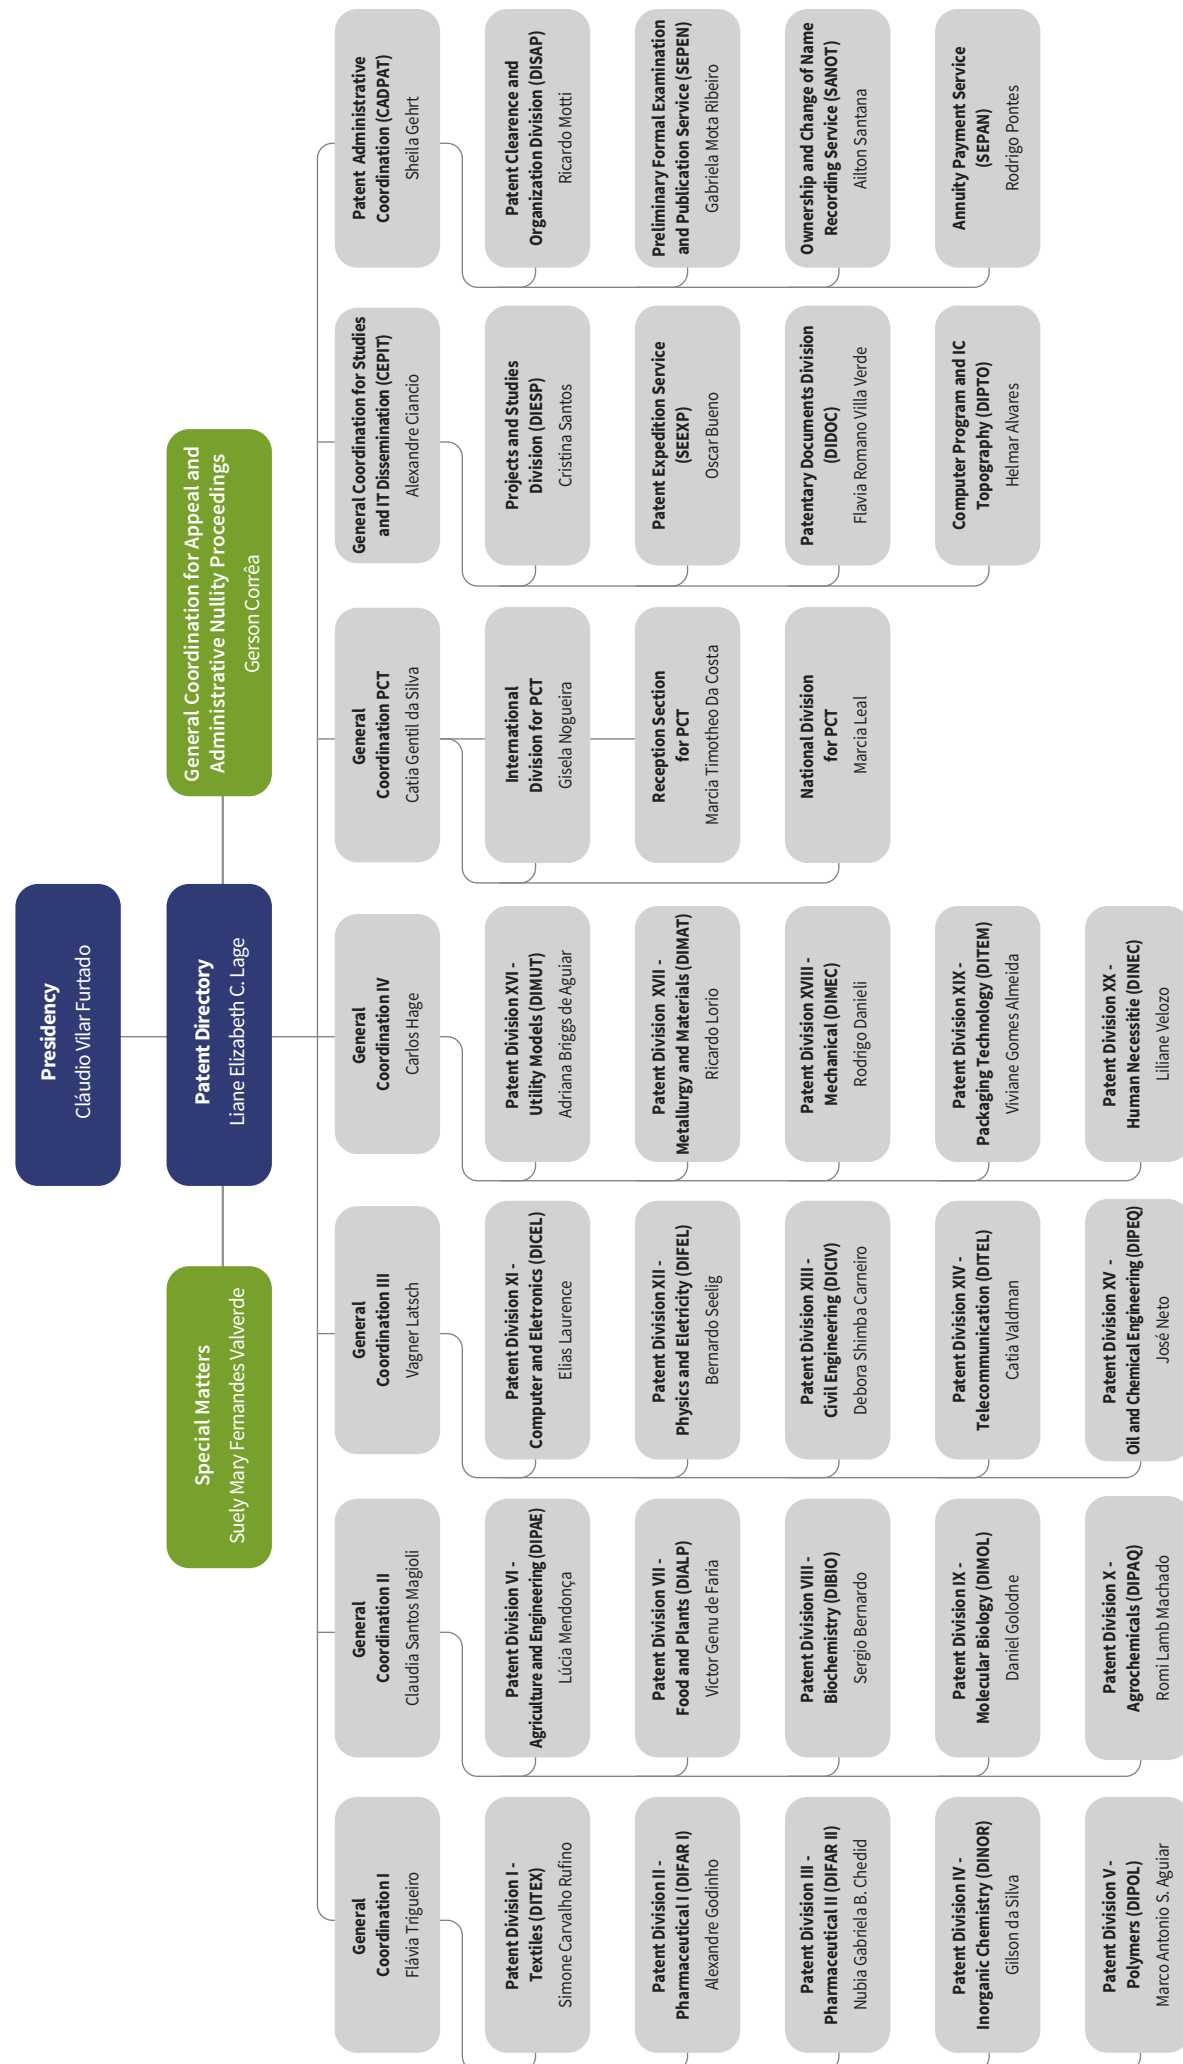 Presidency
Cláudio Vilar Furtado
Special Matters
Suely Mary Fernandes Valverde
Patent Directory
Liane Elizabeth C. Lage
General Coordination for Appeal and
Administrative Nullity Proceedings
Gerson Corrêa
General
Coordination I
Flávia Trigueiro
Patent Division I -
Textiles (DITEX)
Simone Carvalho Rufino
Patent Division II -
Pharmaceutical I (DIFAR I)
Alexandre Godinho
Patent Division III -
Pharmaceutical II (DIFAR II)
Nubia Gabriela B. Chedid
Patent Division IV -
Inorganic Chemistry (DINOR)
Gilson da Silva
Patent Division V -
Polymers (DIPOL)
Marco Antonio S. Aguiar
General
Coordination II
Claudia Santos Magioli
Patent Division VI -
Agriculture and Engineering (DIPAE)
Lúcia Mendonça
Patent Division VII -
Food and Plants (DIALP)
Victor Genu de Faria
Patent Division VIII -
Biochemistry (DIBIO)
Sergio Bernardo
Patent Division IX -
Molecular Biology (DIMOL)
Daniel Golodne
Patent Division X -
Agrochemicals (DIPAQ)
Romi Lamb Machado
General
Coordination III
Vagner Latsch
Patent Division XI -
Computer and Eletronics (DICEL)
Elias Laurence
Patent Division XII -
Physics and Eletricity (DIFEL)
Bernardo Seelig
Patent Division XIII -
Civil Engineering (DICIV)
Debora Shimba Carneiro
Patent Division XIV -
Telecommunication (DITEL)
Catia Valdman
Patent Division XV -
Oil and Chemical Engineering (DIPEQ)
José Neto
General
Coordination IV
Carlos Hage
Patent Division XVI -
Utility Models (DIMUT)
Adriana Briggs de Aguiar
Patent Division XVII -
Metallurgy and Materials (DIMAT)
Ricardo Lorio
Patent Division XVIII -
Mechanical (DIMEC)
Rodrigo Danieli
Patent Division XIX -
Packaging Technology (DITEM)
Viviane Gomes Almeida
Patent Division XX -
Human Necessitie (DINEC)
Liliane Velozo
General
Coordination PCT
Catia Gentil da Silva
International
Division for PCT
Gisela Nogueira
Reception Section
for PCT
Marcia Timotheo Da Costa
National Division
for PCT
Marcia Leal
General Coordination for Studies
and IT Dissemination (CEPIT)
Alexandre Ciancio
Projects and Studies
Division (DIESP)
Cristina Santos
Patent Expedition Service
(SEEXP)
Oscar Bueno
Patentary Documents Division
(DIDOC)
Flavia Romano Villa Verde
Computer Program and IC
Topography (DIPTO)
Helmar Alvares
Patent Administrative
Coordination (CADPAT)
Sheila Gehrt
Patent Clearence and
Organization Division (DISAP)
Ricardo Motti
Preliminary Formal Examination
and Publication Service (SEPEN)
Gabriela Mota Ribeiro
Ownership and Change of Name
Recording Service (SANOT)
Ailton Santana
Annuity Payment Service
(SEPAN)
Rodrigo Pontes